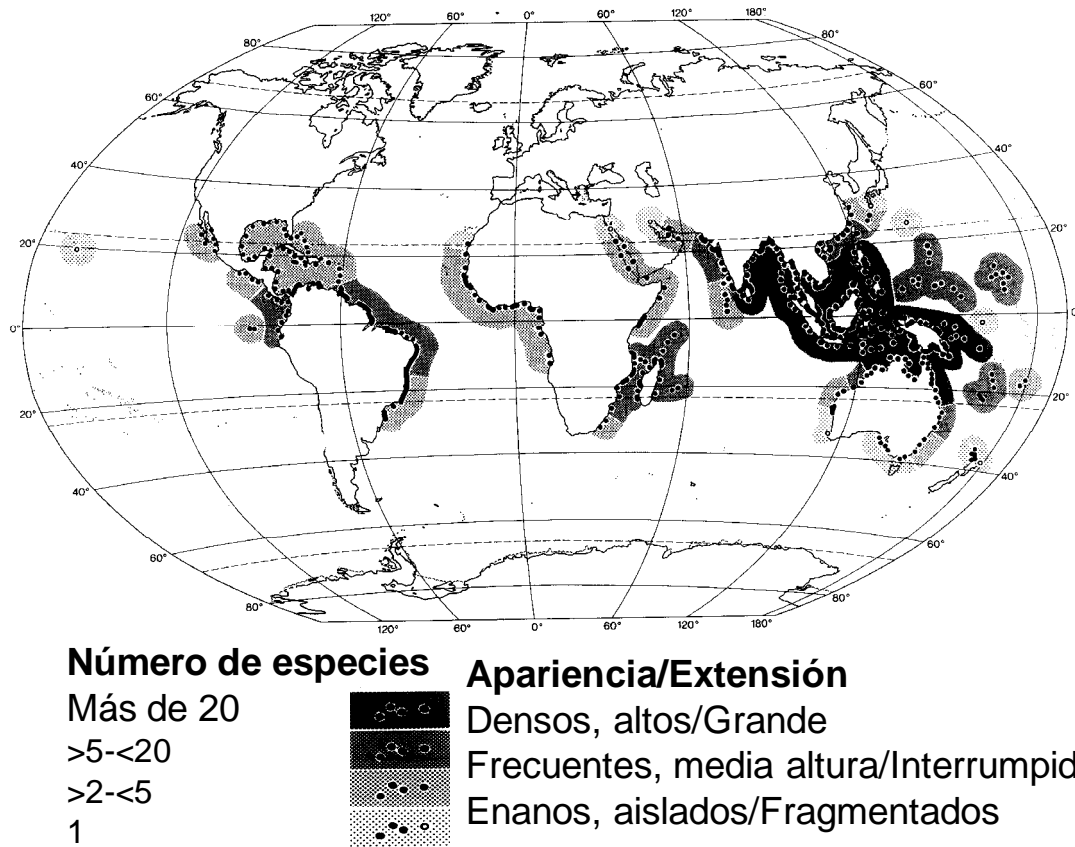 120° 60° 0° 60° 120° 180°
80° 80°
60° 60°
40° 40°
20° 20°
0° 0°
20° 20°
40° 40°
60° 60°
80° 80°
120° 60° 0° 60° 120° 180°
Número de especies
Más de 20
>5-<20
>2-<5
1
Apariencia/Extensión
Densos, altos/Grande
Frecuentes, media altura/Interrumpid
Enanos, aislados/Fragmentados